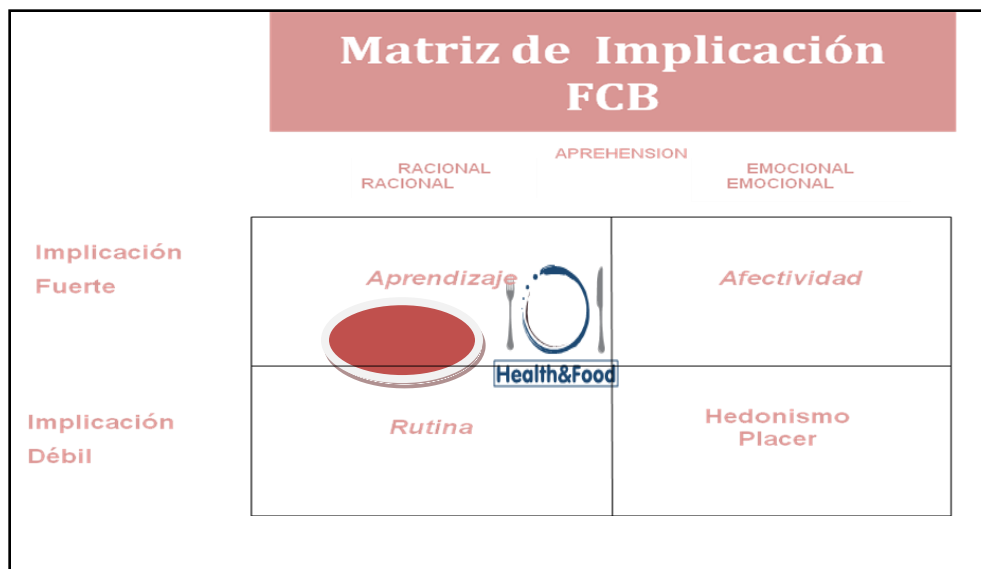 Matriz de Implicación
FCB
APREHENSION
RACIONAL
RACIONAL
EMOCIONAL
EMOCIONAL
Implicación
Fuerte
Aprendizaje
Afectividad
Health&Food
Implicación
Débil
Rutina
Hedonismo
Placer